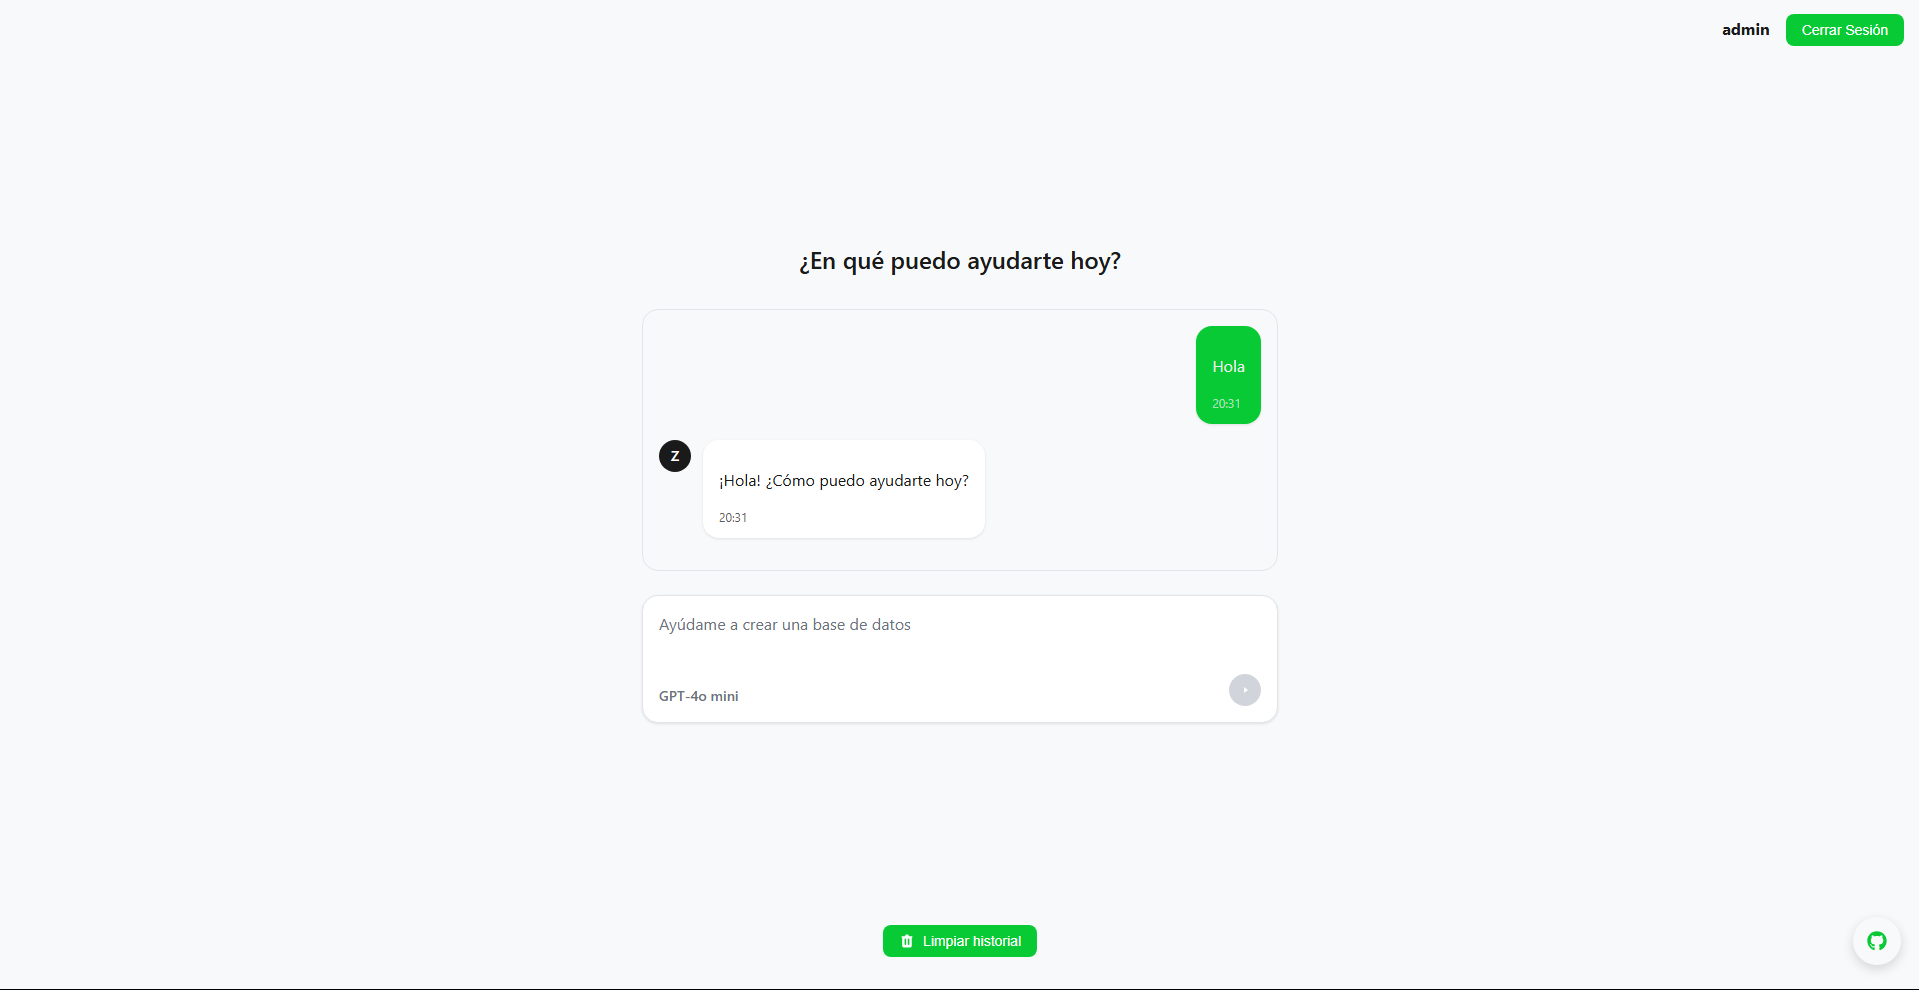 admin
Cerrar Sesión
¿En qué puedo ayudarte hoy?
Hola
20:31
Z
¡Hola! ¿Cómo puedo ayudarte hoy?
20:31
Ayúdame a crear una base de datos
GPT-4o mini
Limpiar historial